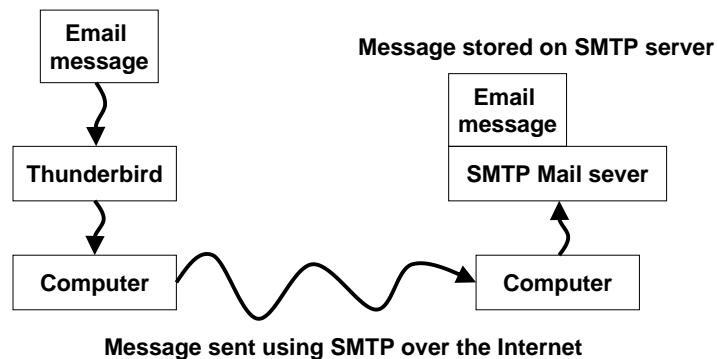 Email
message
Thunderbird
Computer
Message stored on SMTP server
Email
message
SMTP Mail sever
Computer
Message sent using SMTP over the Internet